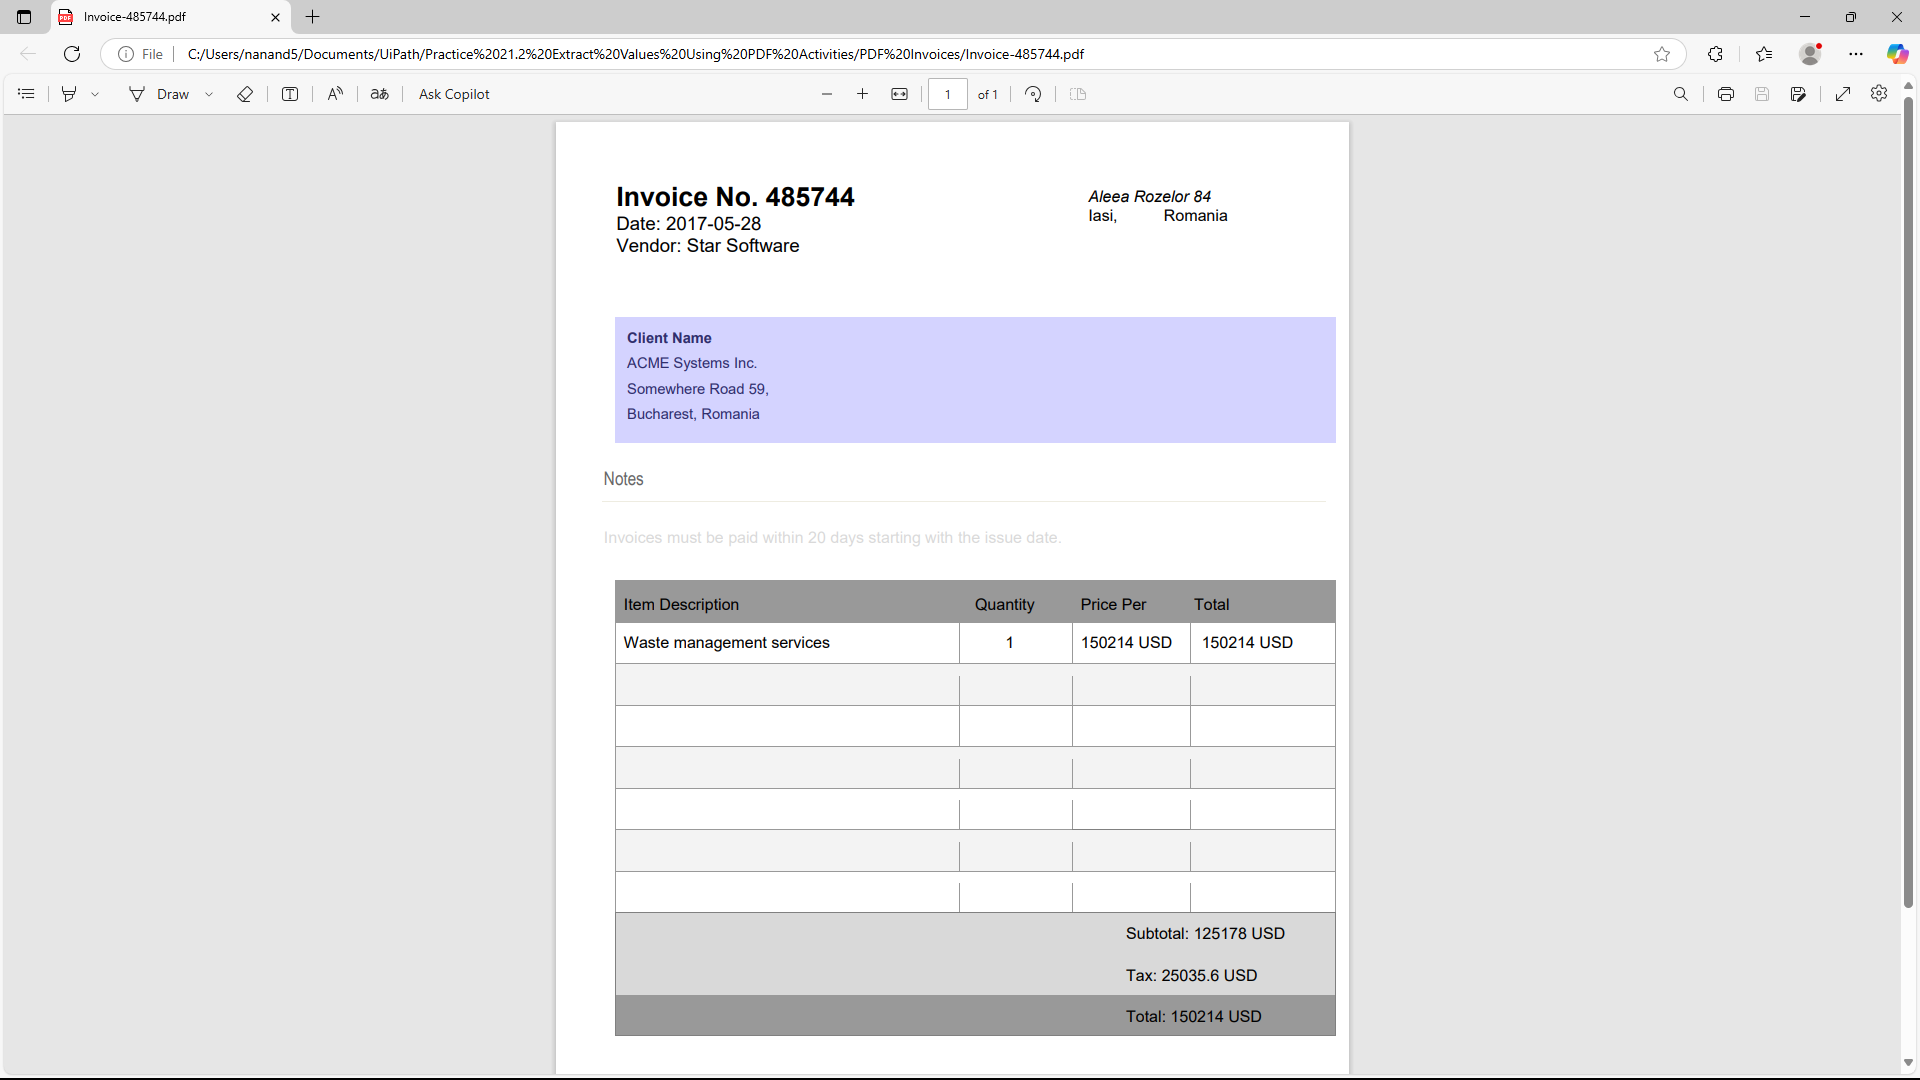 Invoice-485744.pdf
File
C:/Users/nanand5/Documents/UiPath/Practice%2021.2%20Extract%20Values%20Using%20PDF%20Activities/PDF%20Invoices/Invoice-485744.pdf
Draw
Ask Copilot
1 of 1
Invoice No. 485744
Date: 2017-05-28
Vendor: Star Software
Aleea Rozelor 84
Iasi, Romania
Client Name
ACME Systems Inc.
Somewhere Road 59,
Bucharest, Romania
Notes
Invoices must be paid within 20 days starting with the issue date.
Item Description Quantity Price Per Total
Waste management services 1 150214 USD 150214 USD
Subtotal: 125178 USD
Tax: 25035.6 USD
Total: 150214 USD